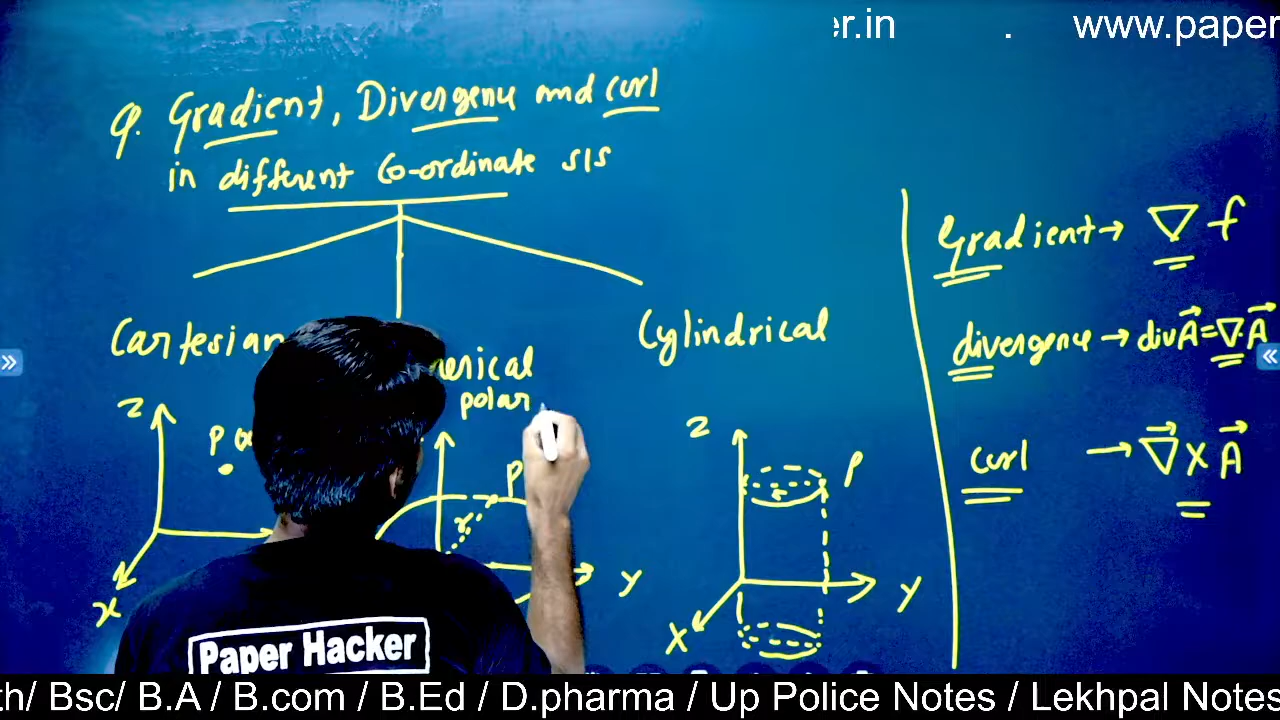 er.in . www.paper
Q. Gradient, Divergenu and curl
in different Co-ordinate s/s
Cartesian
erical
polar
Cylindrical
Z
P
X
P
r
Y
Z
P
Y
X
Gradient → ∇ f
divergence → div A⃗ = ∇. A⃗
curl → ∇⃗ X A⃗
Paper Hacker
th/ Bsc/ B.A / B.com / B.Ed / D.pharma / Up Police Notes / Lekhpal Notes